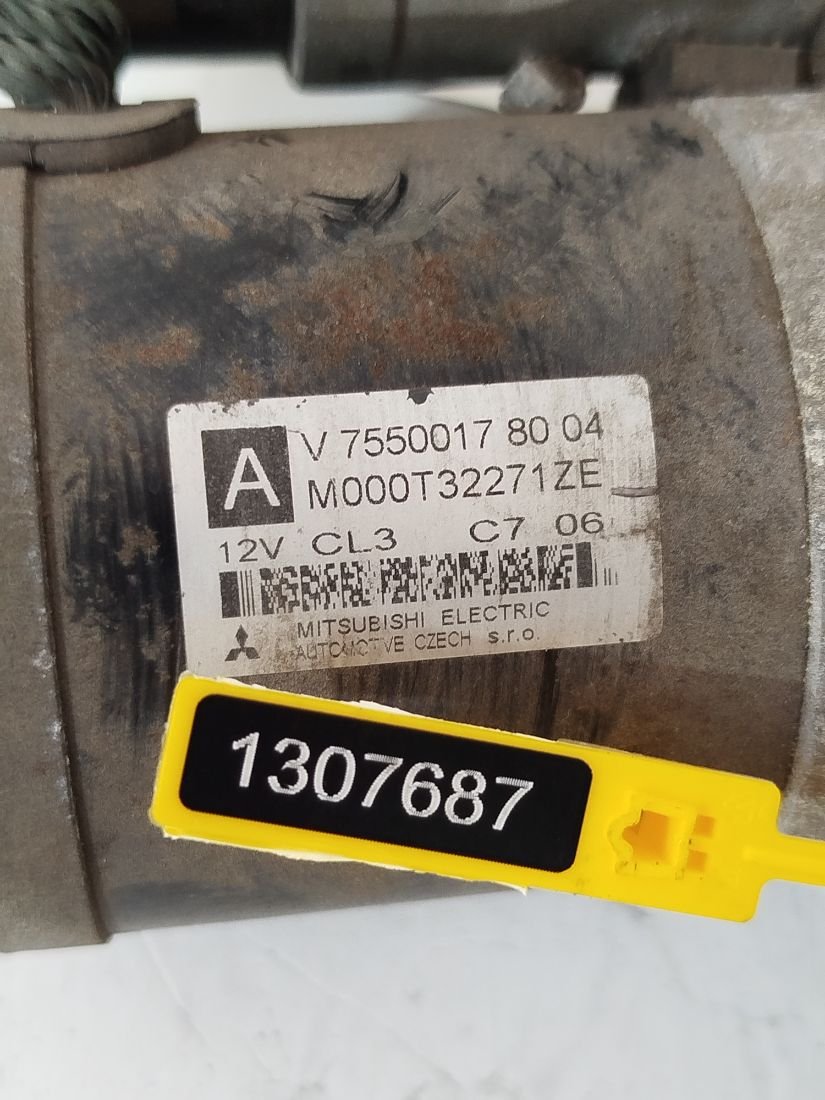 A
V 7550017 80 04
M000T32271ZE
12V CL3 C7 06
MITSUBISHI ELECTRIC
AUTOMOTIVE CZECH s.r.o.
1307687